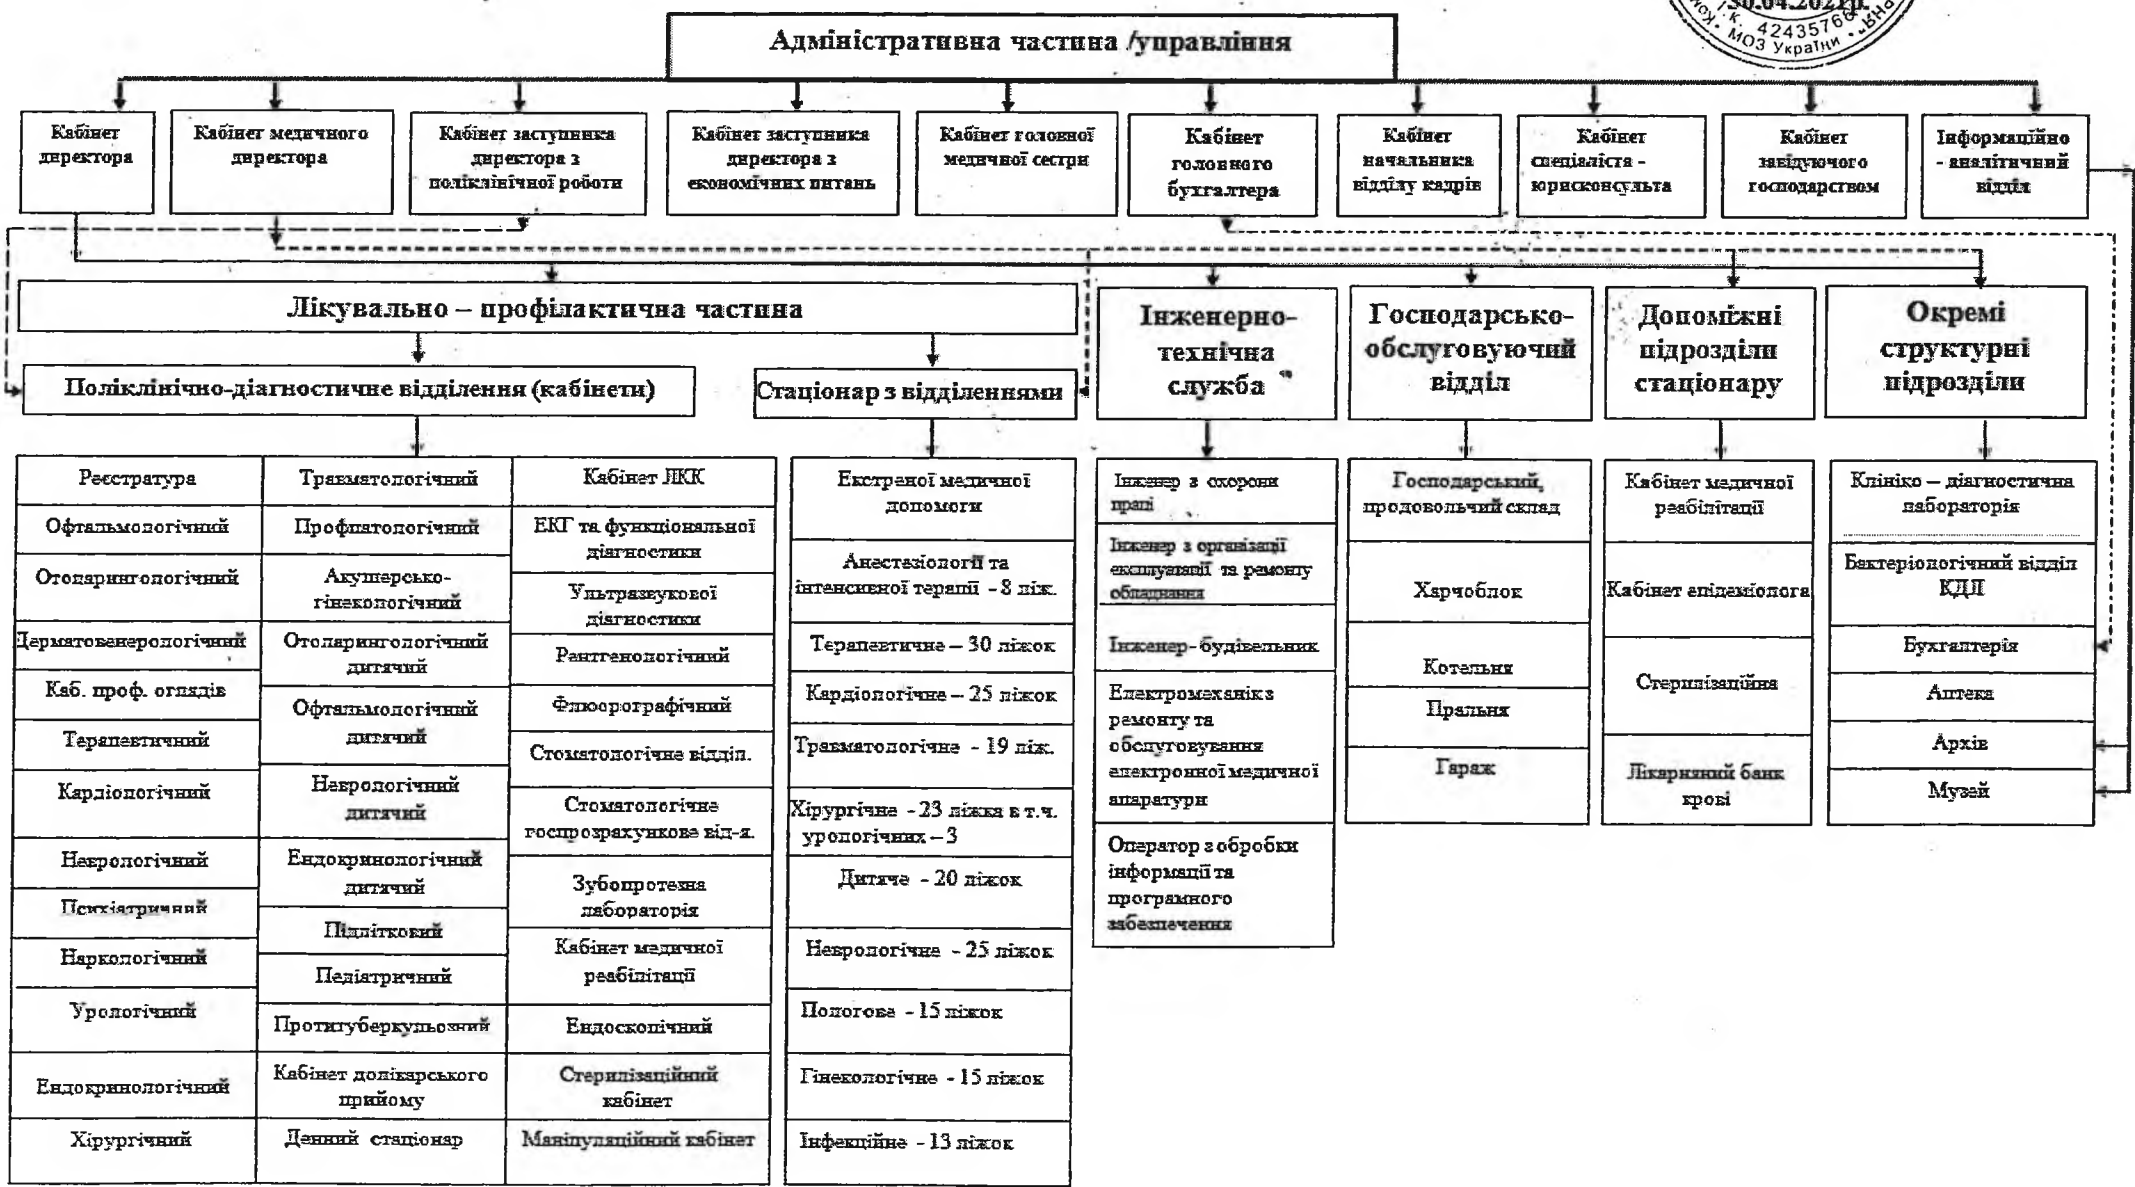 30.04.2021р.
42435766
МОЗ України
Адміністративна частина /управління
Кабінет
директора
Кабінет медичного
директора
Кабінет заступника
директора з
поліклінічної роботи
Кабінет заступника
директора з
економічних питань
Кабінет головної
медичної сестри
Кабінет
головного
бухгалтера
Кабінет
начальника
відділу кадрів
Кабінет
спеціаліста -
юрисконсульта
Кабінет
завідуючого
господарством
Інформаційно
- аналітичний
відділ
Лікувально – профілактична частина
Інженерно-
технічна
служба
Господарсько-
обслуговуючий
відділ
Допоміжні
підрозділи
стаціонару
Окремі
структурні
підрозділи
Поліклінічно-діагностичне відділення (кабінети)
Стаціонар з відділеннями
Реєстратура
Офтальмологічний
Отоларингологічний
Дерматовенерологічний
Каб. проф. оглядів
Терапевтичний
Кардіологічний
Неврологічний
Психіатричний
Наркологічний
Урологічний
Ендокринологічний
Хірургічний
Травматологічний
Профпатологічний
Акушерсько-
гінекологічний
Отоларингологічний
дитячий
Офтальмологічний
дитячий
Неврологічний
дитячий
Ендокринологічний
дитячий
Підлітковий
Педіатричний
Протитуберкульозний
Кабінет долікарського
прийому
Денний стаціонар
Кабінет ЛКК
ЕКГ та функціональної
діагностики
Ультразвукової
діагностики
Рентгенологічний
Флюорографічний
Стоматологічне відділ.
Стоматологічне
госпрозрахункове від-я.
Зубопротезна
лабораторія
Кабінет медичної
реабілітації
Ендоскопічний
Стерилізаційний
кабінет
Маніпуляційний кабінет
Екстреної медичної
допомоги
Анестезіології та
інтенсивної терапії - 8 ліж.
Терапевтичне – 30 ліжок
Кардіологічне – 25 ліжок
Травматологічне - 19 ліж.
Хірургічне - 23 ліжка в т.ч.
урологічних – 3
Дитяче - 20 ліжок
Неврологічне - 25 ліжок
Пологове - 15 ліжок
Гінекологічне - 15 ліжок
Інфекційне - 13 ліжок
Інженер з охорони
праці
Інженер з організації
експлуатації та ремонту
обладнання
Інженер- будівельник
Електромеханік з
ремонту та
обслуговування
електронної медичної
апаратури
Оператор з обробки
інформації та
програмного
забезпечення
Господарський,
продовольчий склад
Харчоблок
Котельня
Пральня
Гараж
Кабінет медичної
реабілітації
Кабінет епідеміолога
Стерилізаційна
Лікарняний банк
крові
Клініко – діагностична
лабораторія
Бактеріологічний відділ
КДЛ
Бухгалтерія
Аптека
Архів
Музей